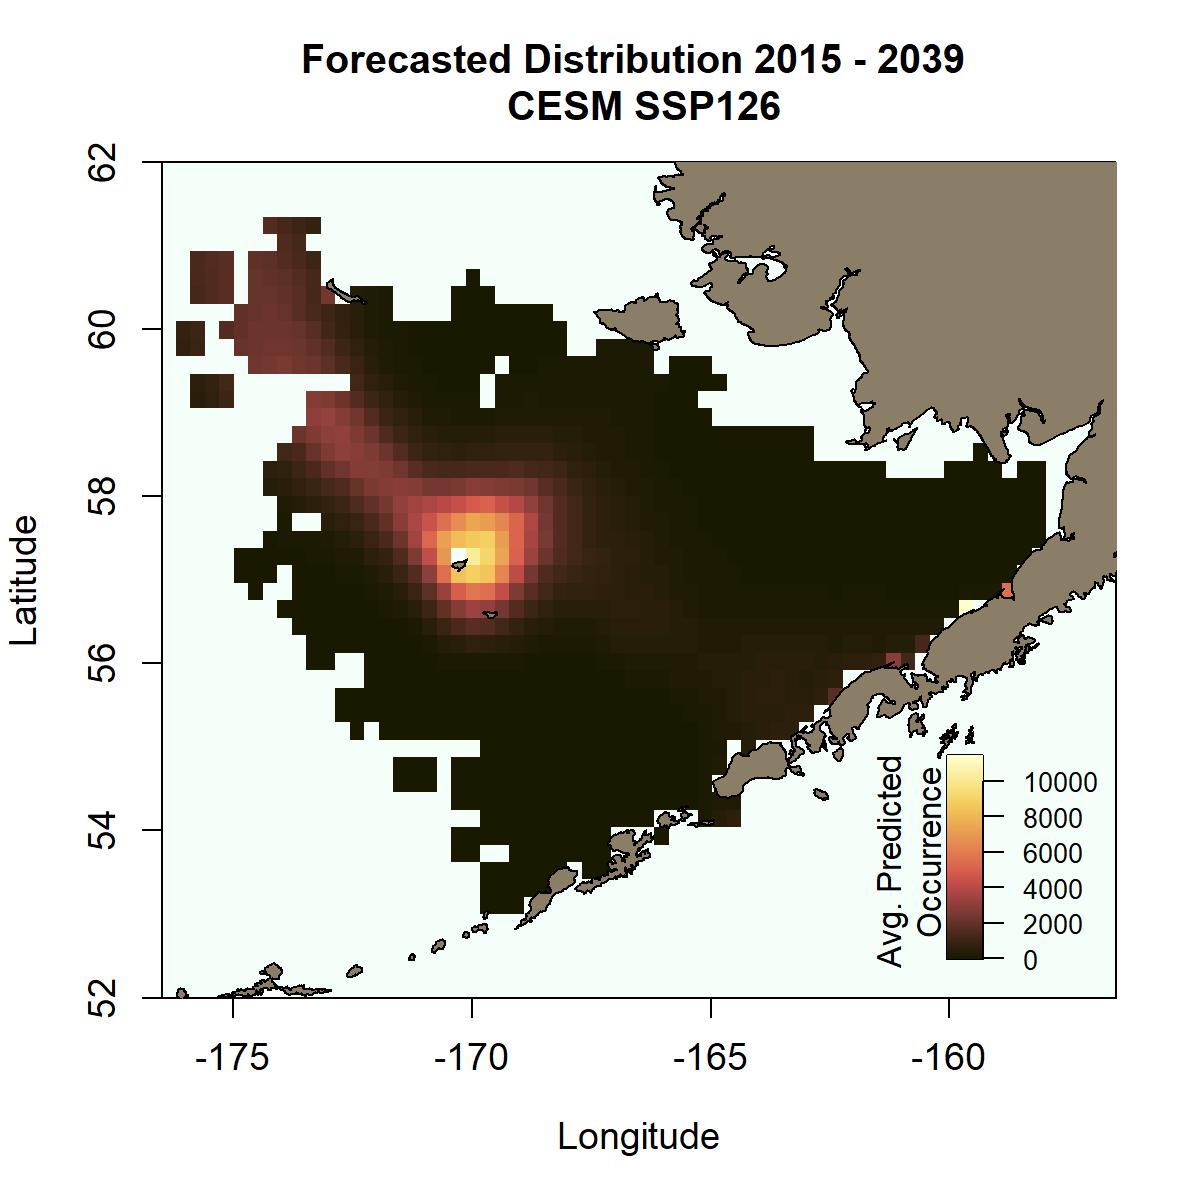 Forecasted Distribution 2015 - 2039
CESM SSP126
62
60
58
56
54
52
Latitude
-175
-170
-165
-160
Longitude
Avg. Predicted
Occurrence
10000
8000
6000
4000
2000
0